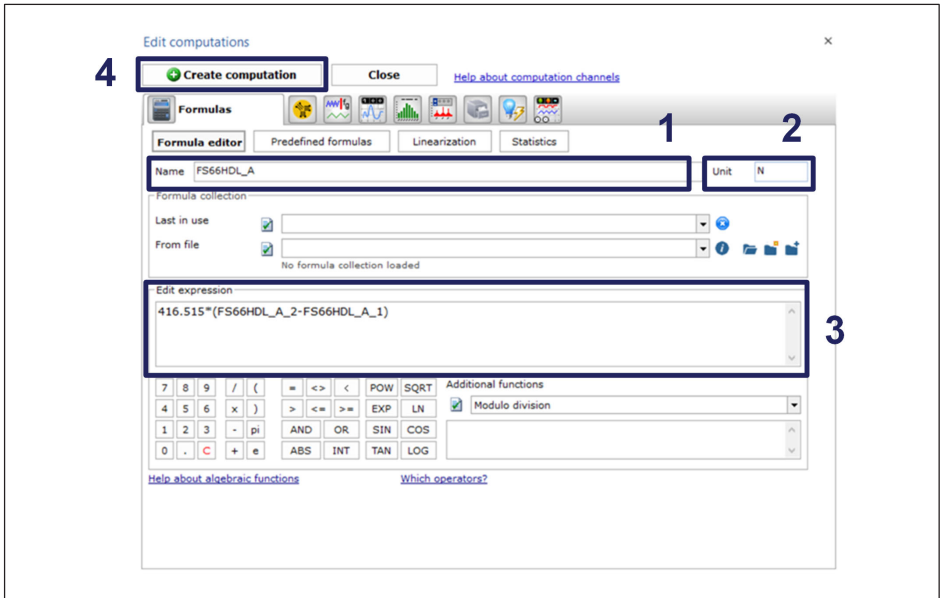 Edit computations ×
4 Create computation Close Help about computation channels
Formulas
1 2
Formula editor Predefined formulas Linearization Statistics
Name FS66HDL_A Unit N
Formula collection
Last in use
From file
No formula collection loaded
Edit expression
416.515*(FS66HDL_A_2-FS66HDL_A_1)
3
7 8 9 / ( = <> < POW SQRT Additional functions
4 5 6 x ) > <= >= EXP LN Modulo division
1 2 3 - pi AND OR SIN COS
0 . C + e ABS INT TAN LOG
Help about algebraic functions Which operators?